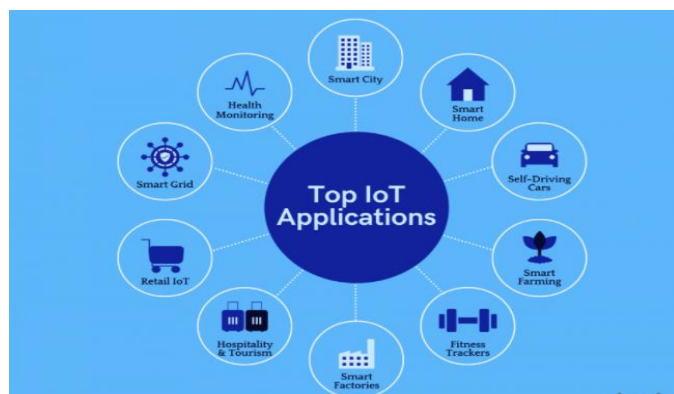 Smart City
Health
Monitoring
Smart
Home
Smart Grid
Self-Driving
Cars
Top IoT
Applications
Retail IoT
Smart
Farming
Hospitality
& Tourism
Fitness
Trackers
Smart
Factories